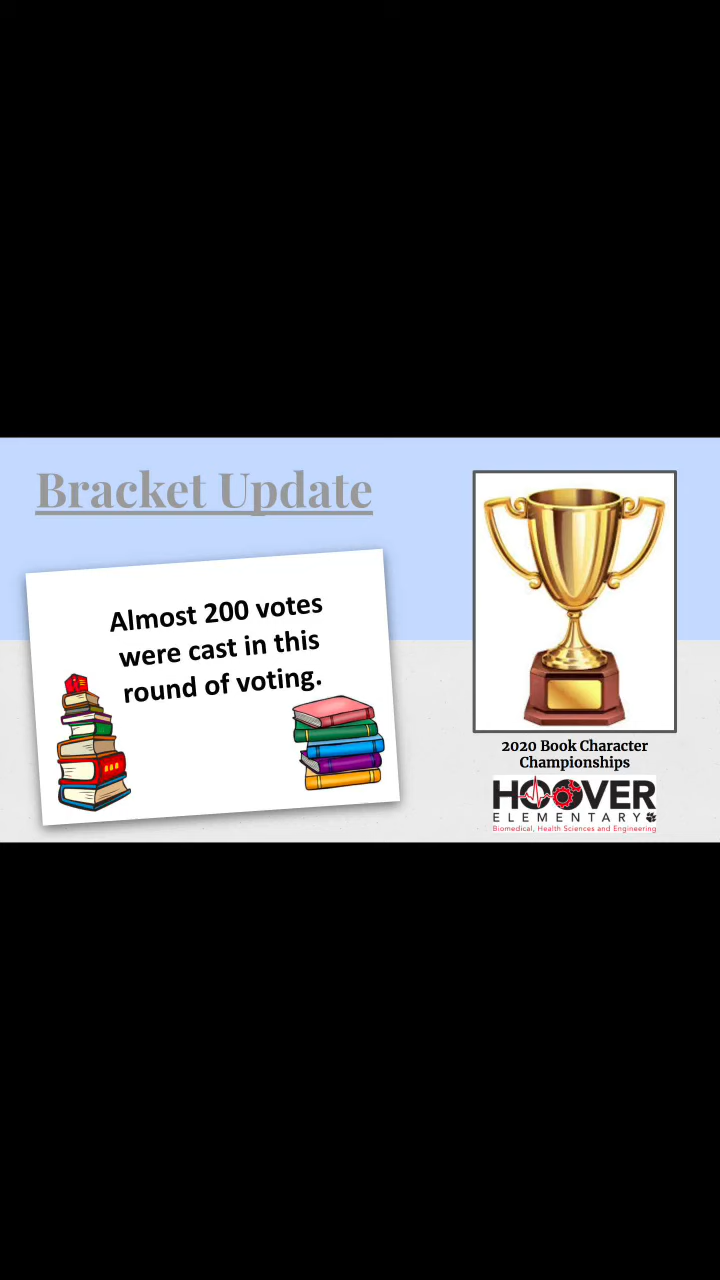 Bracket Update
Almost 200 votes
were cast in this
round of voting.
2020 Book Character
Championships
HOOVER
ELEMENTARY
Biomedical, Health Sciences and Engineering